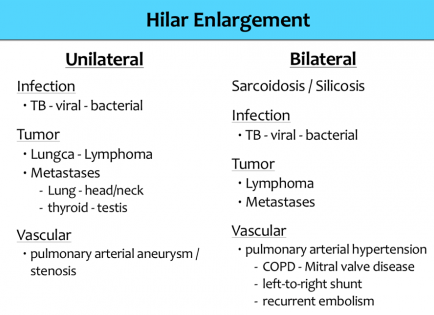 Hilar Enlargement
Unilateral
Infection
• TB - viral - bacterial
Tumor
• Lungca - Lymphoma
• Metastases
- Lung - head/neck
- thyroid - testis
Vascular
• pulmonary arterial aneurysm /
stenosis
Bilateral
Sarcoidosis / Silicosis
Infection
• TB - viral - bacterial
Tumor
• Lymphoma
• Metastases
Vascular
• pulmonary arterial hypertension
- COPD - Mitral valve disease
- left-to-right shunt
- recurrent embolism